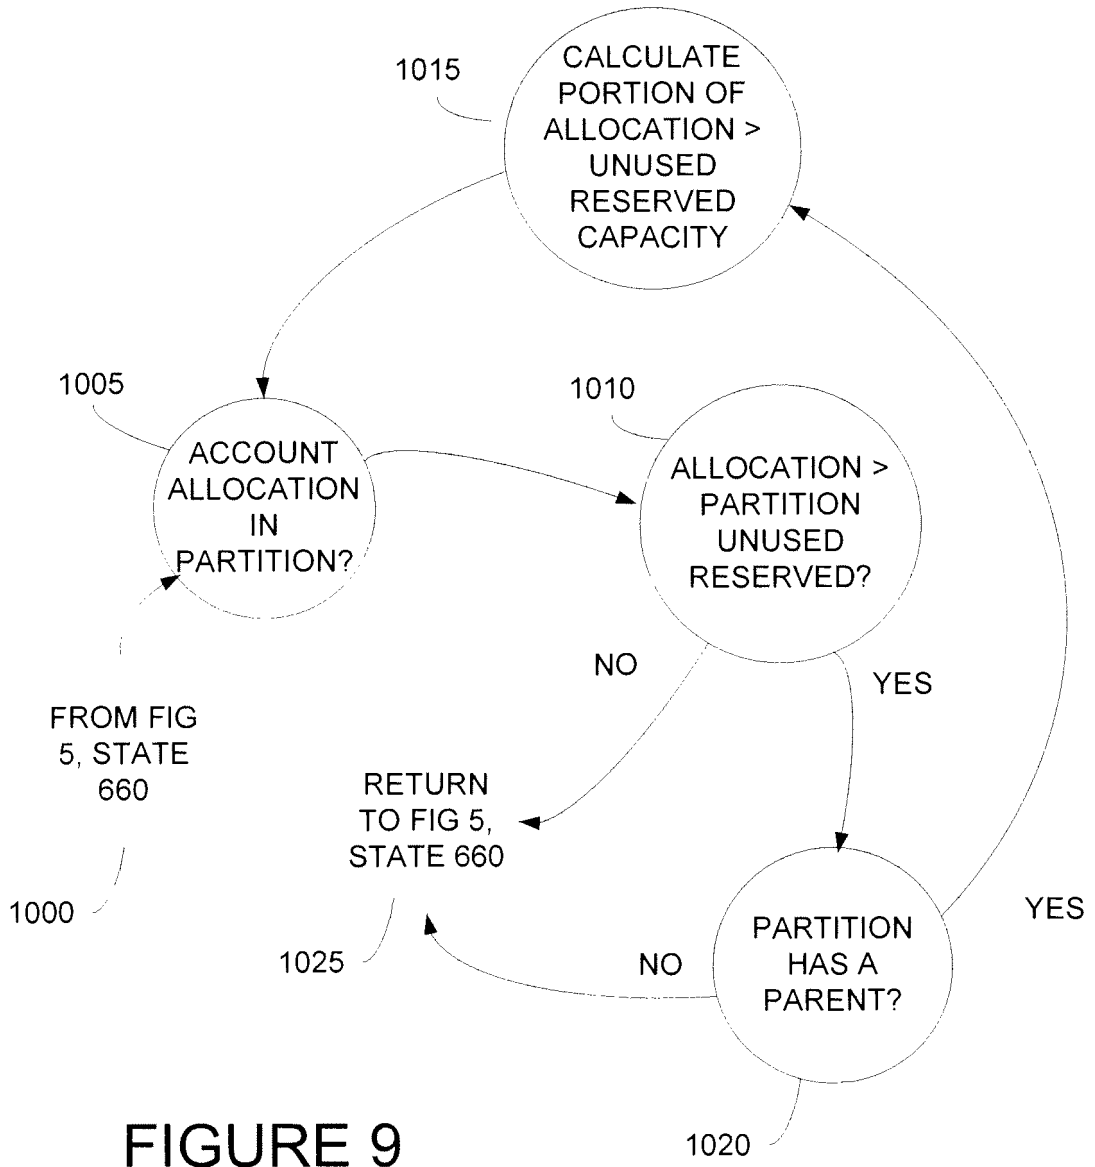 1015
CALCULATE
PORTION OF
ALLOCATION >
UNUSED
RESERVED
CAPACITY
1005
ACCOUNT
ALLOCATION
IN
PARTITION?
1010
ALLOCATION >
PARTITION
UNUSED
RESERVED?
NO
YES
FROM FIG
5, STATE
660
1000
RETURN
TO FIG 5,
STATE 660
1025
NO
PARTITION
HAS A
PARENT?
YES
1020
FIGURE 9